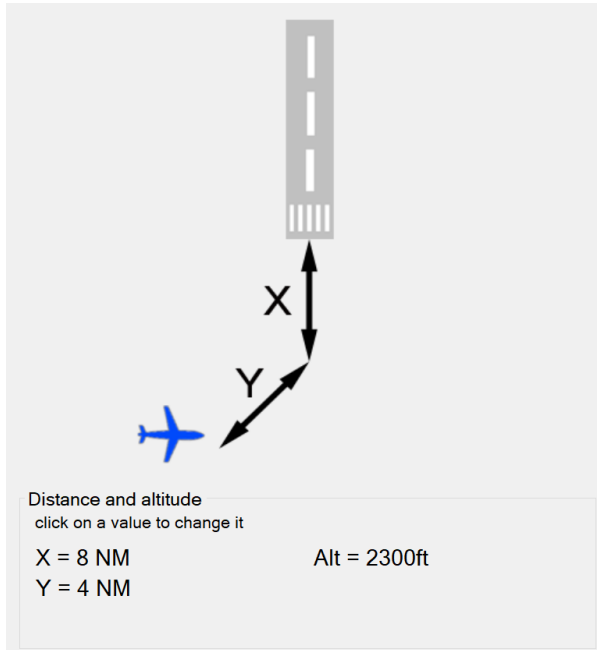 X
Y
Distance and altitude
click on a value to change it
X = 8 NM
Alt = 2300ft
Y = 4 NM